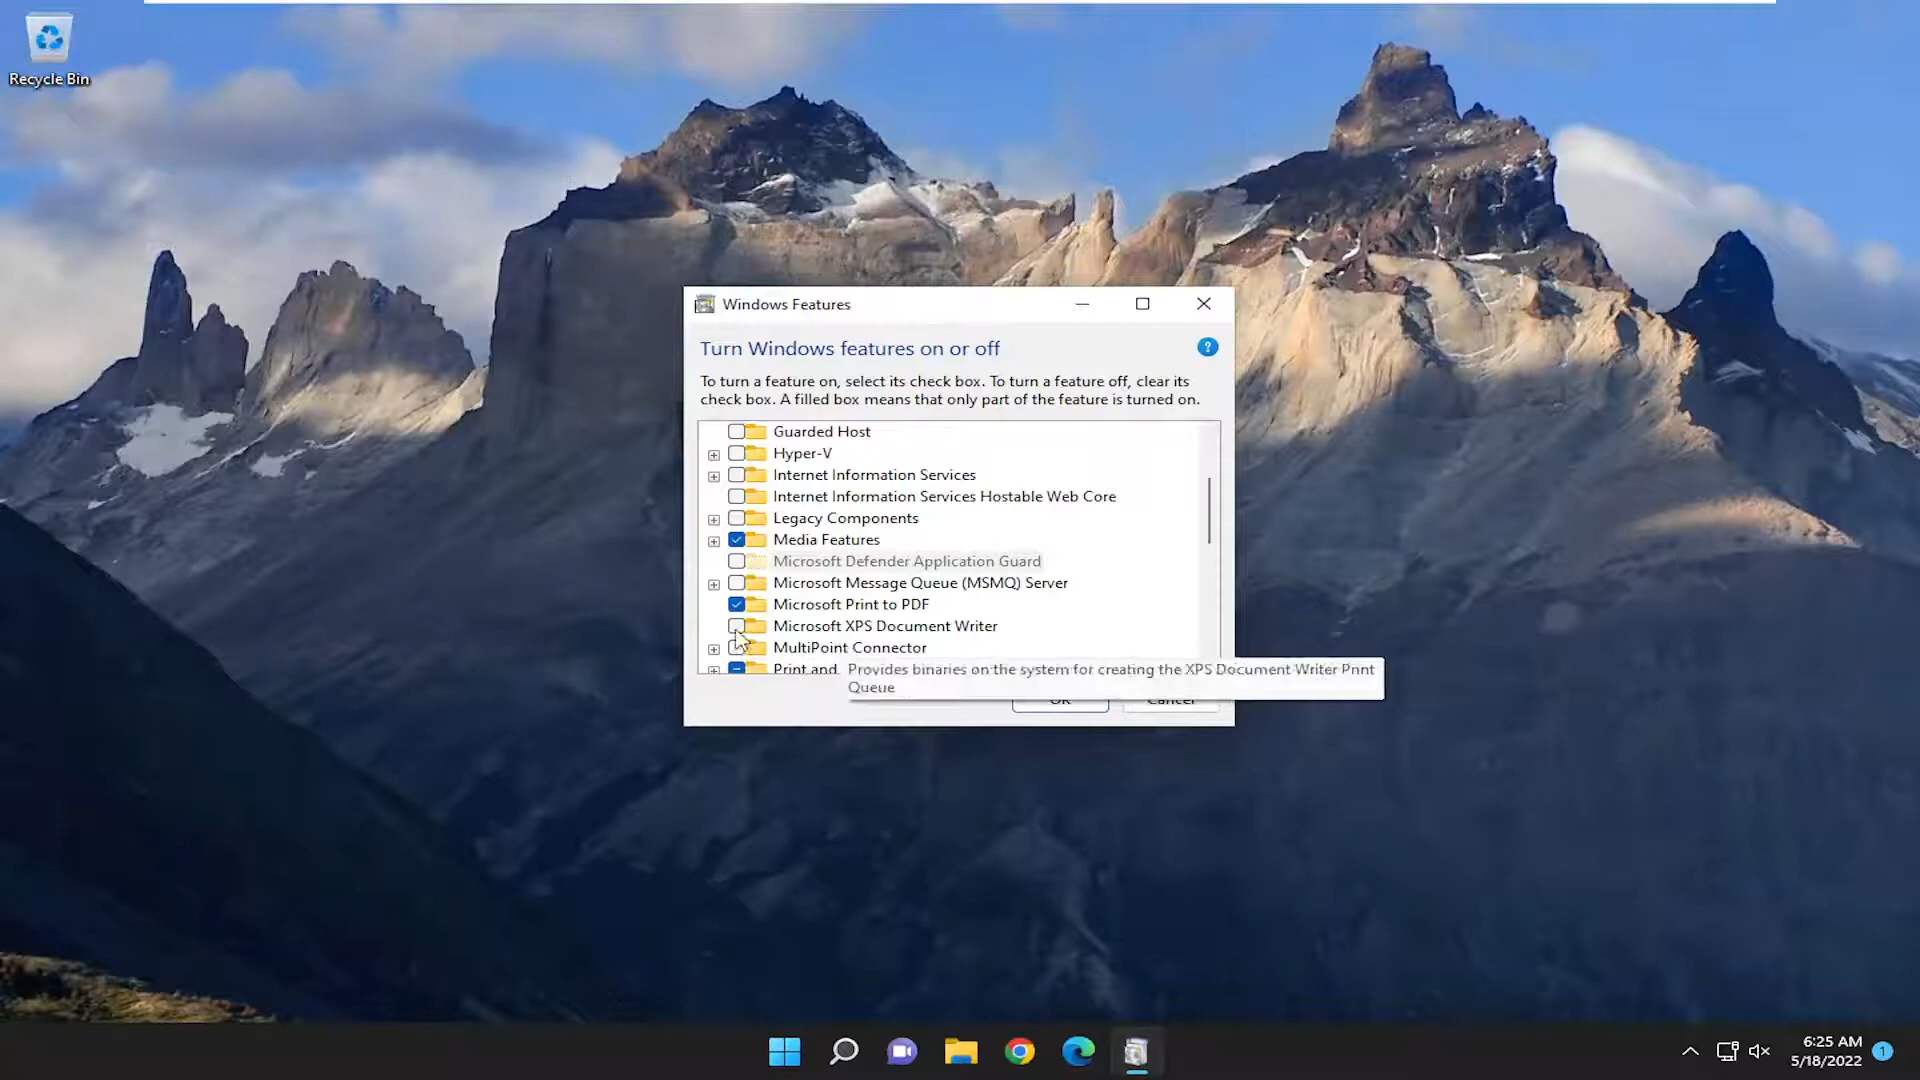 Recycle Bin
Windows Features
Turn Windows features on or off
?
To turn a feature on, select its check box. To turn a feature off, clear its
check box. A filled box means that only part of the feature is turned on.
Guarded Host
Hyper-V
Internet Information Services
Internet Information Services Hostable Web Core
Legacy Components
Media Features
Microsoft Defender Application Guard
Microsoft Message Queue (MSMQ) Server
Microsoft Print to PDF
Microsoft XPS Document Writer
MultiPoint Connector
Print and
Provides binaries on the system for creating the XPS Document Writer Print
Queue
OK
Cancel
6:25 AM
5/18/2022
1